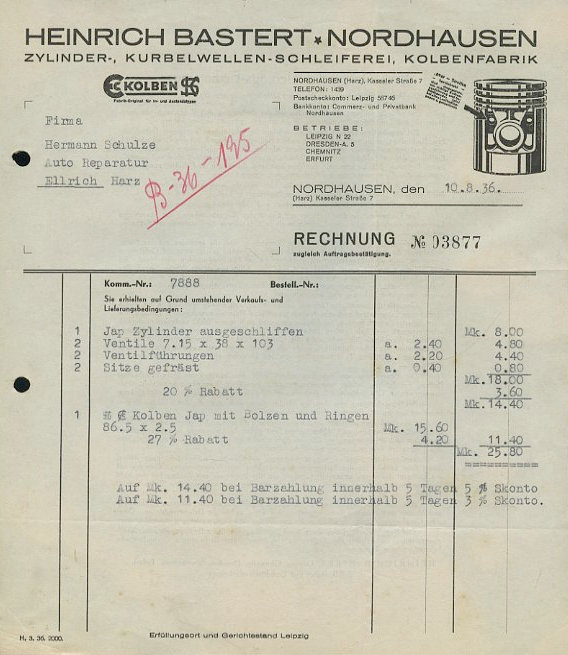 HEINRICH BASTERT ★ NORDHAUSEN
ZYLINDER-, KURBELWELLEN-SCHLEIFEREI, KOLBENFABRIK
KOLBEN
Fabrik-Original für In- und Auslandstypen
NORDHAUSEN (Harz), Kasseler Straße 7
TELEFON: 1439
Postscheckkonto: Leipzig 55745
Bankkonto: Commerz- und Privatbank
Nordhausen
BETRIEBE:
LEIPZIG N 22
DRESDEN-A. 5
CHEMNITZ
ERFURT
Firma
Hermann Schulze
Auto Reparatur
Ellrich Harz
B-36-195
NORDHAUSEN, den 10.8.36.
(Harz) Kasseler Straße 7
RECHNUNG № 03877
zugleich Auftragsbestätigung.
Komm.-Nr.: 7888 Bestell.-Nr.:
Sie erhielten auf Grund umstehender Verkaufs- und
Lieferungsbedingungen:
1 Jap Zylinder ausgeschliffen Mk. 8.00
2 Ventile 7.15 x 38 x 103 a. 2.40 4.80
2 Ventilführungen a. 2.20 4.40
2 Sitze gefräst a. 0.40 0.80
Mk.18.00
20 % Rabatt 3.60
Mk.14.40
1 Kolben Jap mit Bolzen und Ringen
86.5 x 2.5 Mk. 15.60
27 % Rabatt 4.20 11.40
Mk. 25.80
==========
Auf Mk. 14.40 bei Barzahlung innerhalb 5 Tagen 5 % Skonto
Auf Mk. 11.40 bei Barzahlung innerhalb 5 Tagen 3 % Skonto.
H. 3. 36. 2000.
Erfüllungsort und Gerichtsstand Leipzig